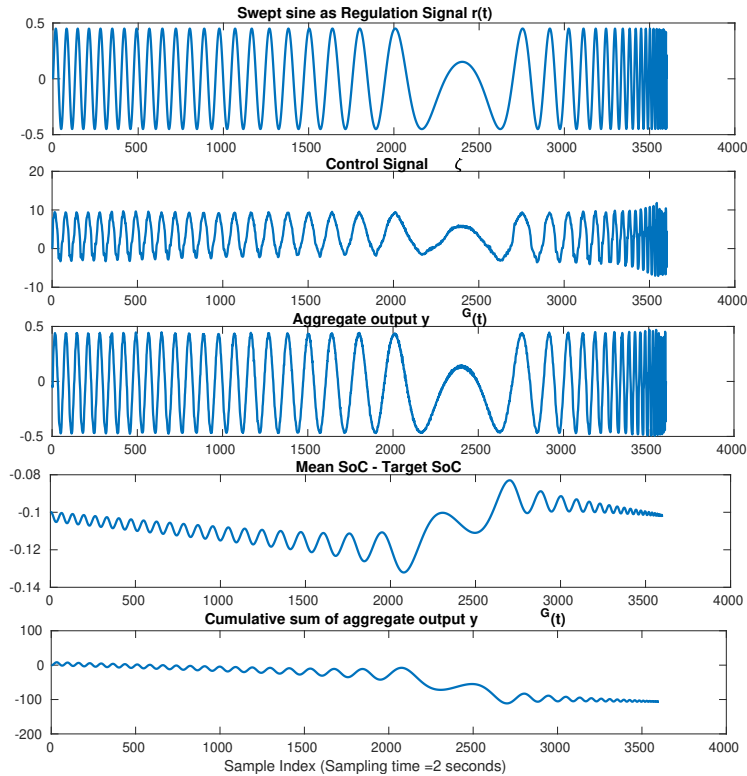 Swept sine as Regulation Signal r(t)
0.5
0
-0.5
0 500 1000 1500 2000 2500 3000 3500 4000
Control Signal ζ
20
10
0
-10
0 500 1000 1500 2000 2500 3000 3500 4000
Aggregate output y G(t)
0.5
0
-0.5
0 500 1000 1500 2000 2500 3000 3500 4000
Mean SoC - Target SoC
-0.08
-0.1
-0.12
-0.14
0 500 1000 1500 2000 2500 3000 3500 4000
Cumulative sum of aggregate output y G(t)
100
0
-100
-200
0 500 1000 1500 2000 2500 3000 3500 4000
Sample Index (Sampling time =2 seconds)